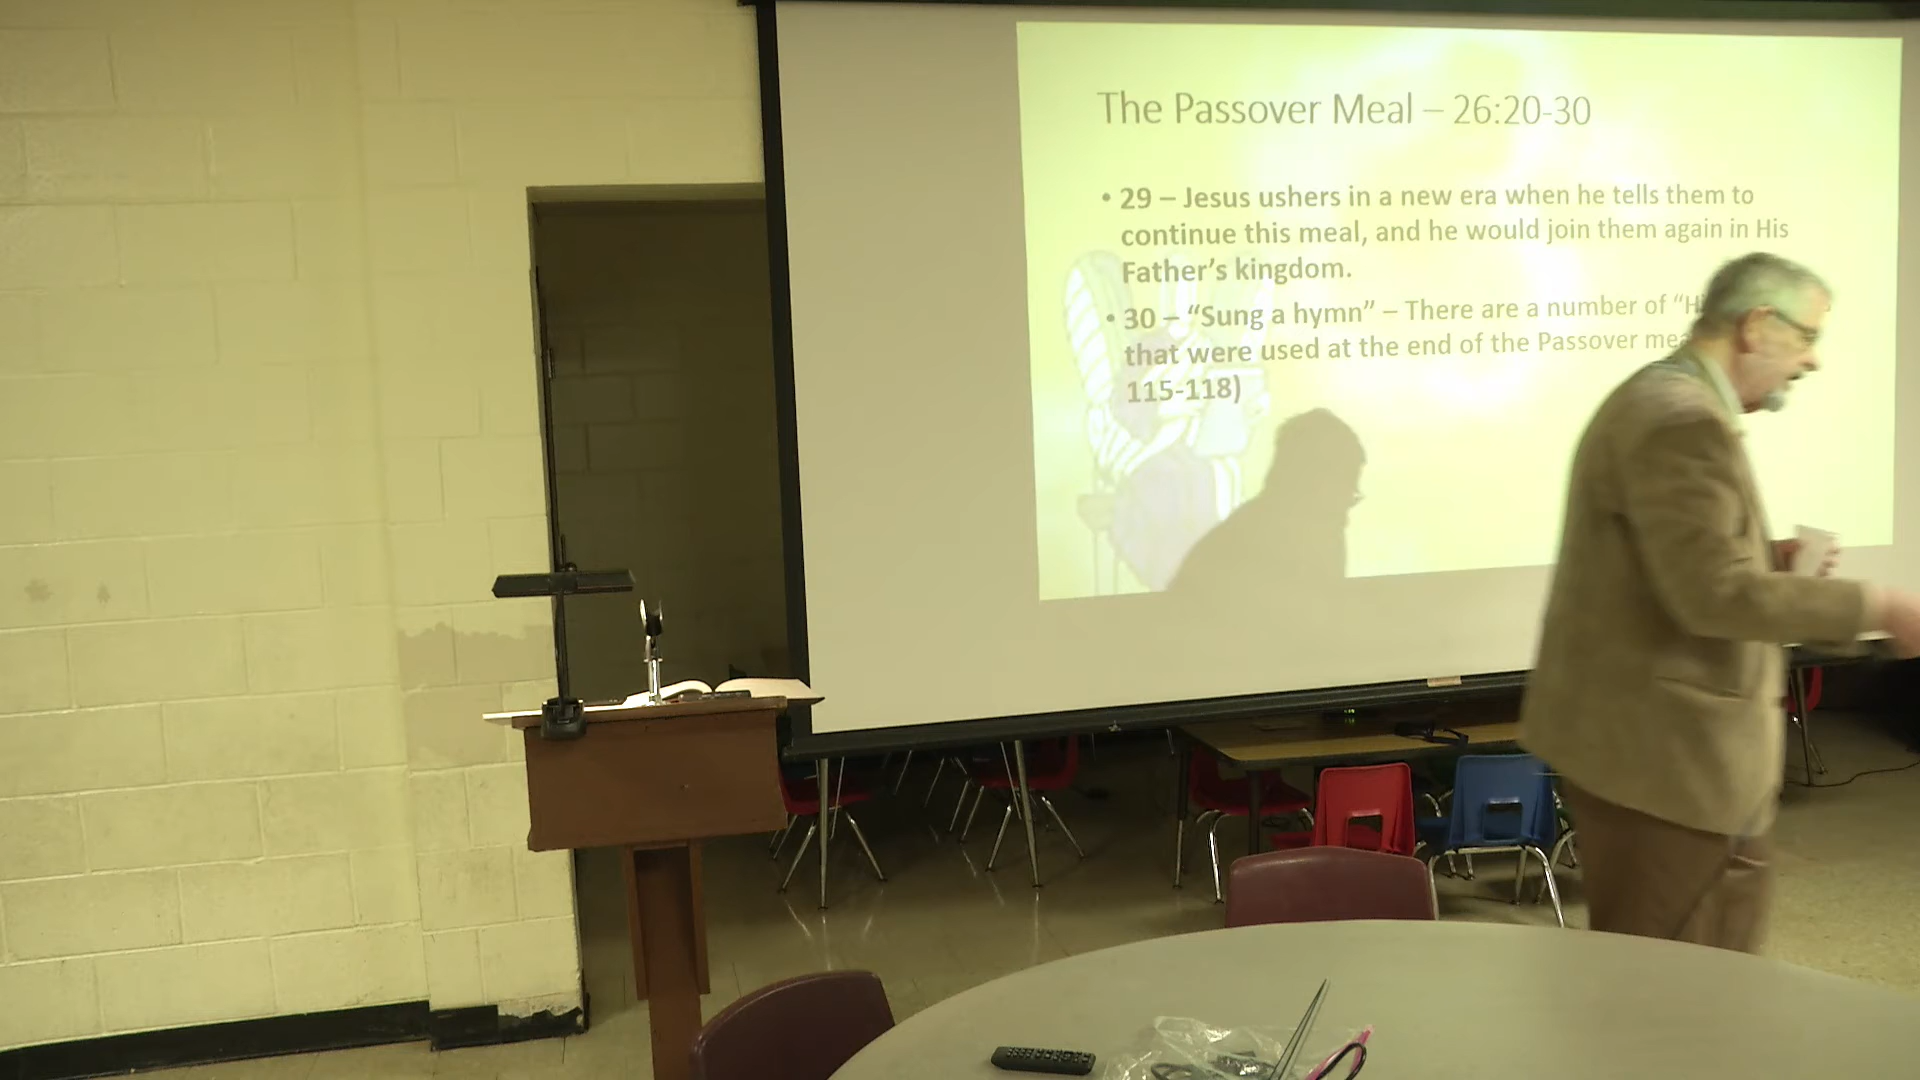 The Passover Meal – 26:20-30
• 29 – Jesus ushers in a new era when he tells them to
continue this meal, and he would join them again in His
Father's kingdom.
• 30 – “Sung a hymn” – There are a number of
that were used at the end of the Passover
115-118)